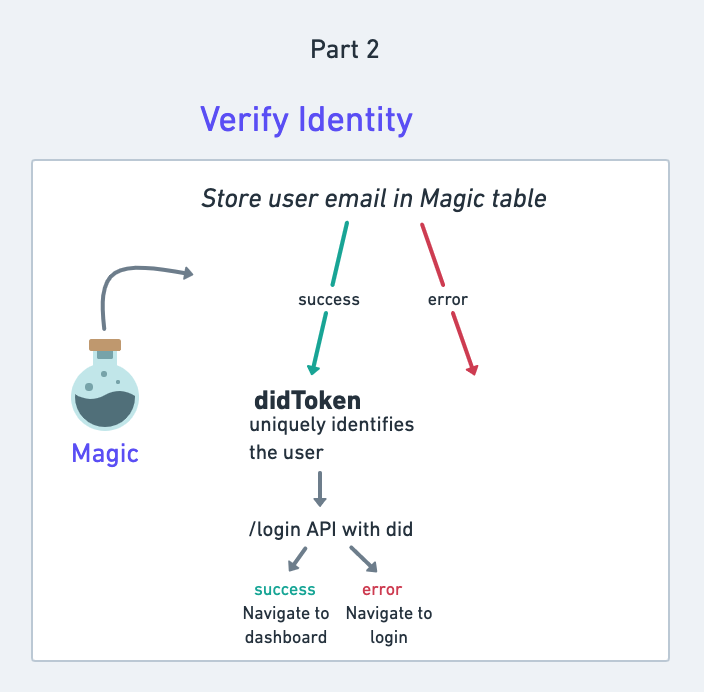 Part 2
Verify Identity
Store user email in Magic table
success
error
didToken
uniquely identifies
the user
Magic
/login API with did
success
Navigate to
dashboard
error
Navigate to
login